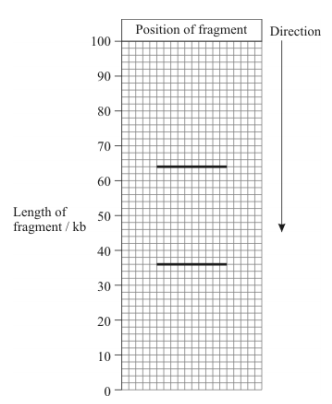 Position of fragment
Direction
100
90
80
70
60
50
40
30
20
10
0
Length of
fragment / kb